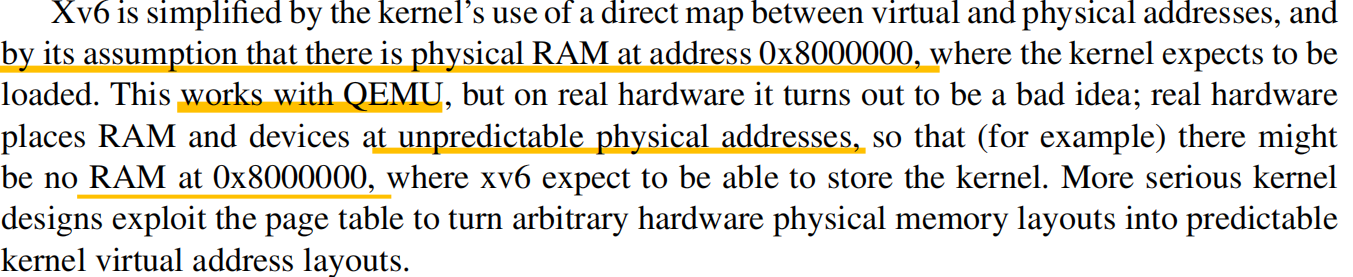 Xv6 is simplified by the kernel's use of a direct map between virtual and physical addresses, and
by its assumption that there is physical RAM at address 0x8000000, where the kernel expects to be
loaded. This works with QEMU, but on real hardware it turns out to be a bad idea; real hardware
places RAM and devices at unpredictable physical addresses, so that (for example) there might
be no RAM at 0x8000000, where xv6 expect to be able to store the kernel. More serious kernel
designs exploit the page table to turn arbitrary hardware physical memory layouts into predictable
kernel virtual address layouts.